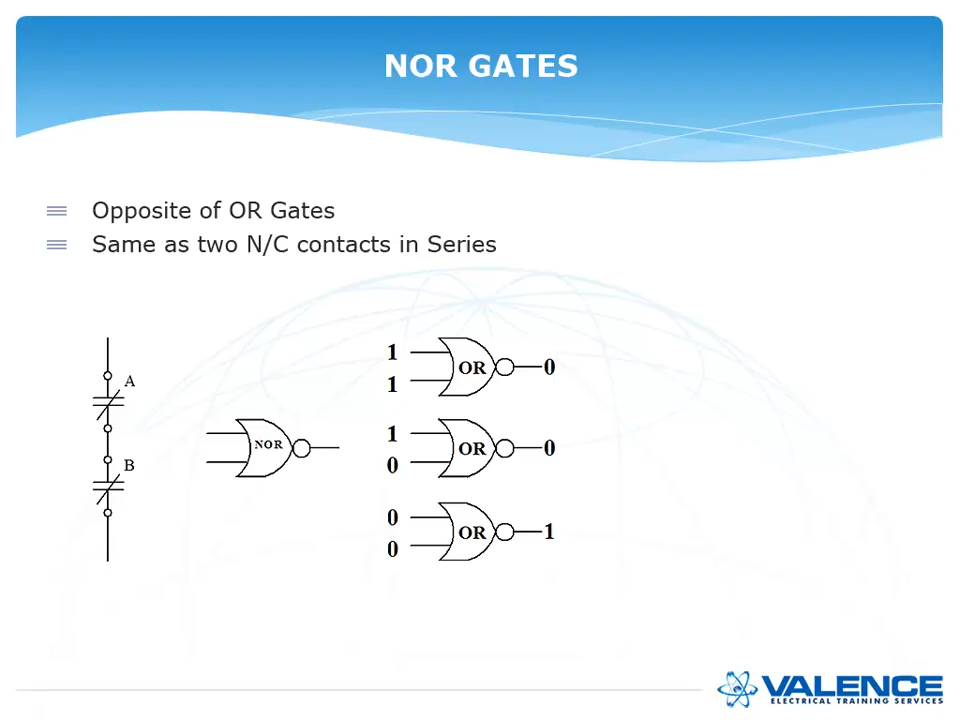 NOR GATES
Opposite of OR Gates
Same as two N/C contacts in Series
A
B
NOR
1
1
OR
0
1
0
OR
0
0
0
OR
1
VALENCE
ELECTRICAL TRAINING SERVICES